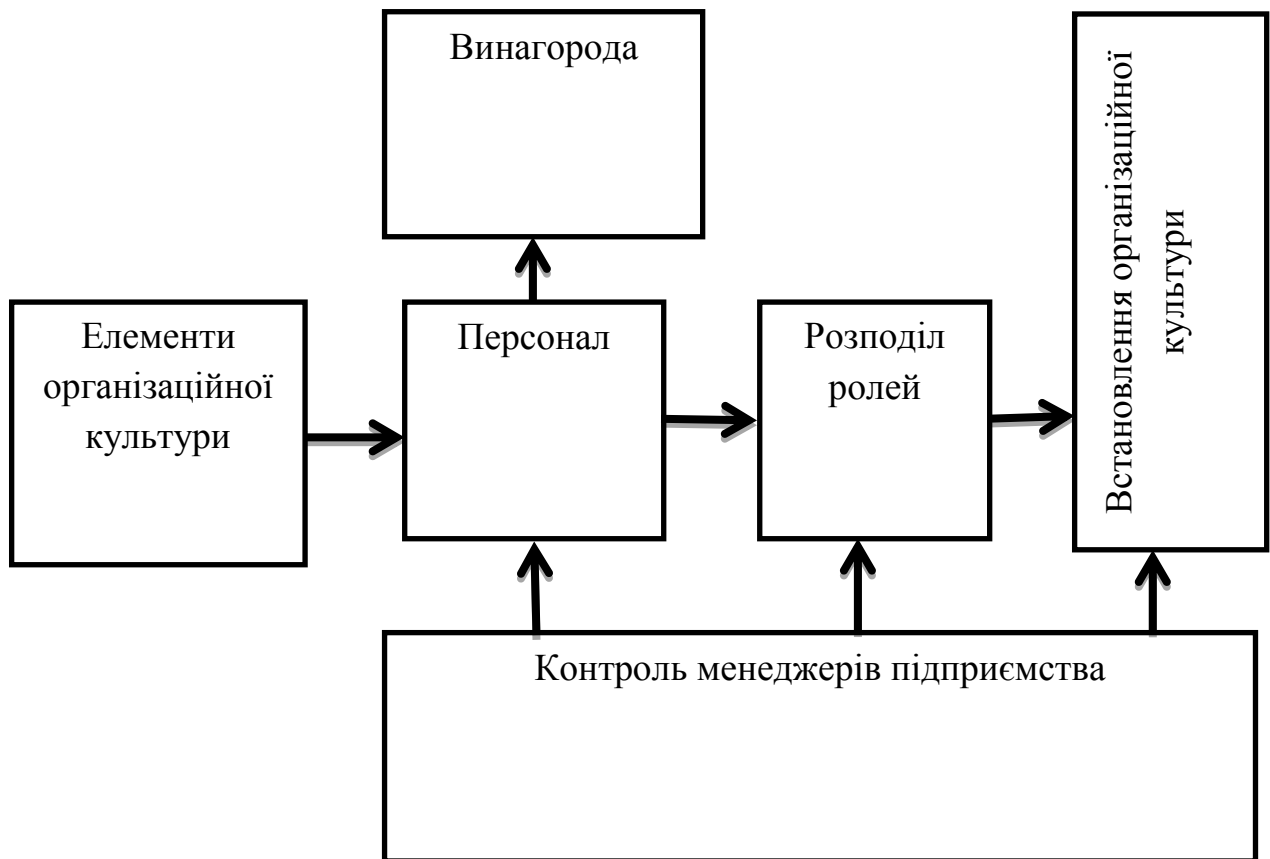 Винагорода
Елементи
організаційної
культури
Персонал
Розподіл
ролей
Встановлення організаційної
культури
Контроль менеджерів підприємства